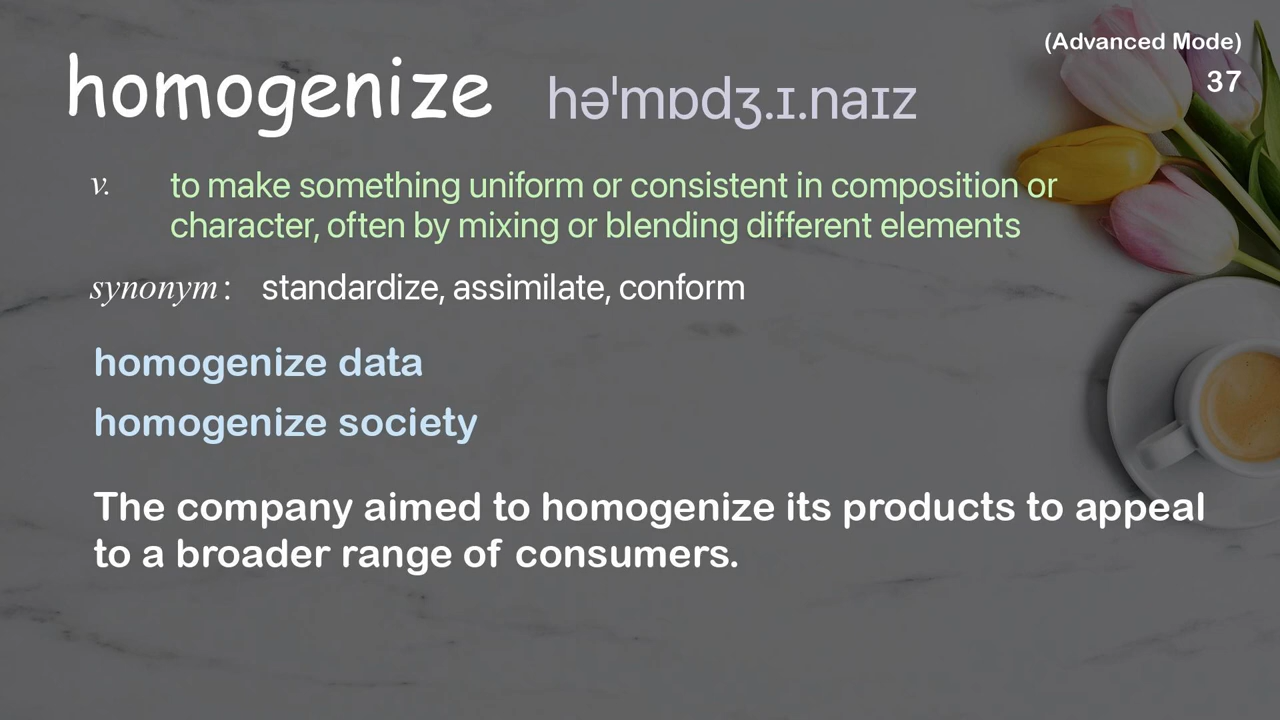 (Advanced Mode)
homogenize həˈmɒdʒ.ɪ.naɪz
37
v. to make something uniform or consistent in composition or
character, often by mixing or blending different elements
synonym: standardize, assimilate, conform
homogenize data
homogenize society
The company aimed to homogenize its products to appeal
to a broader range of consumers.